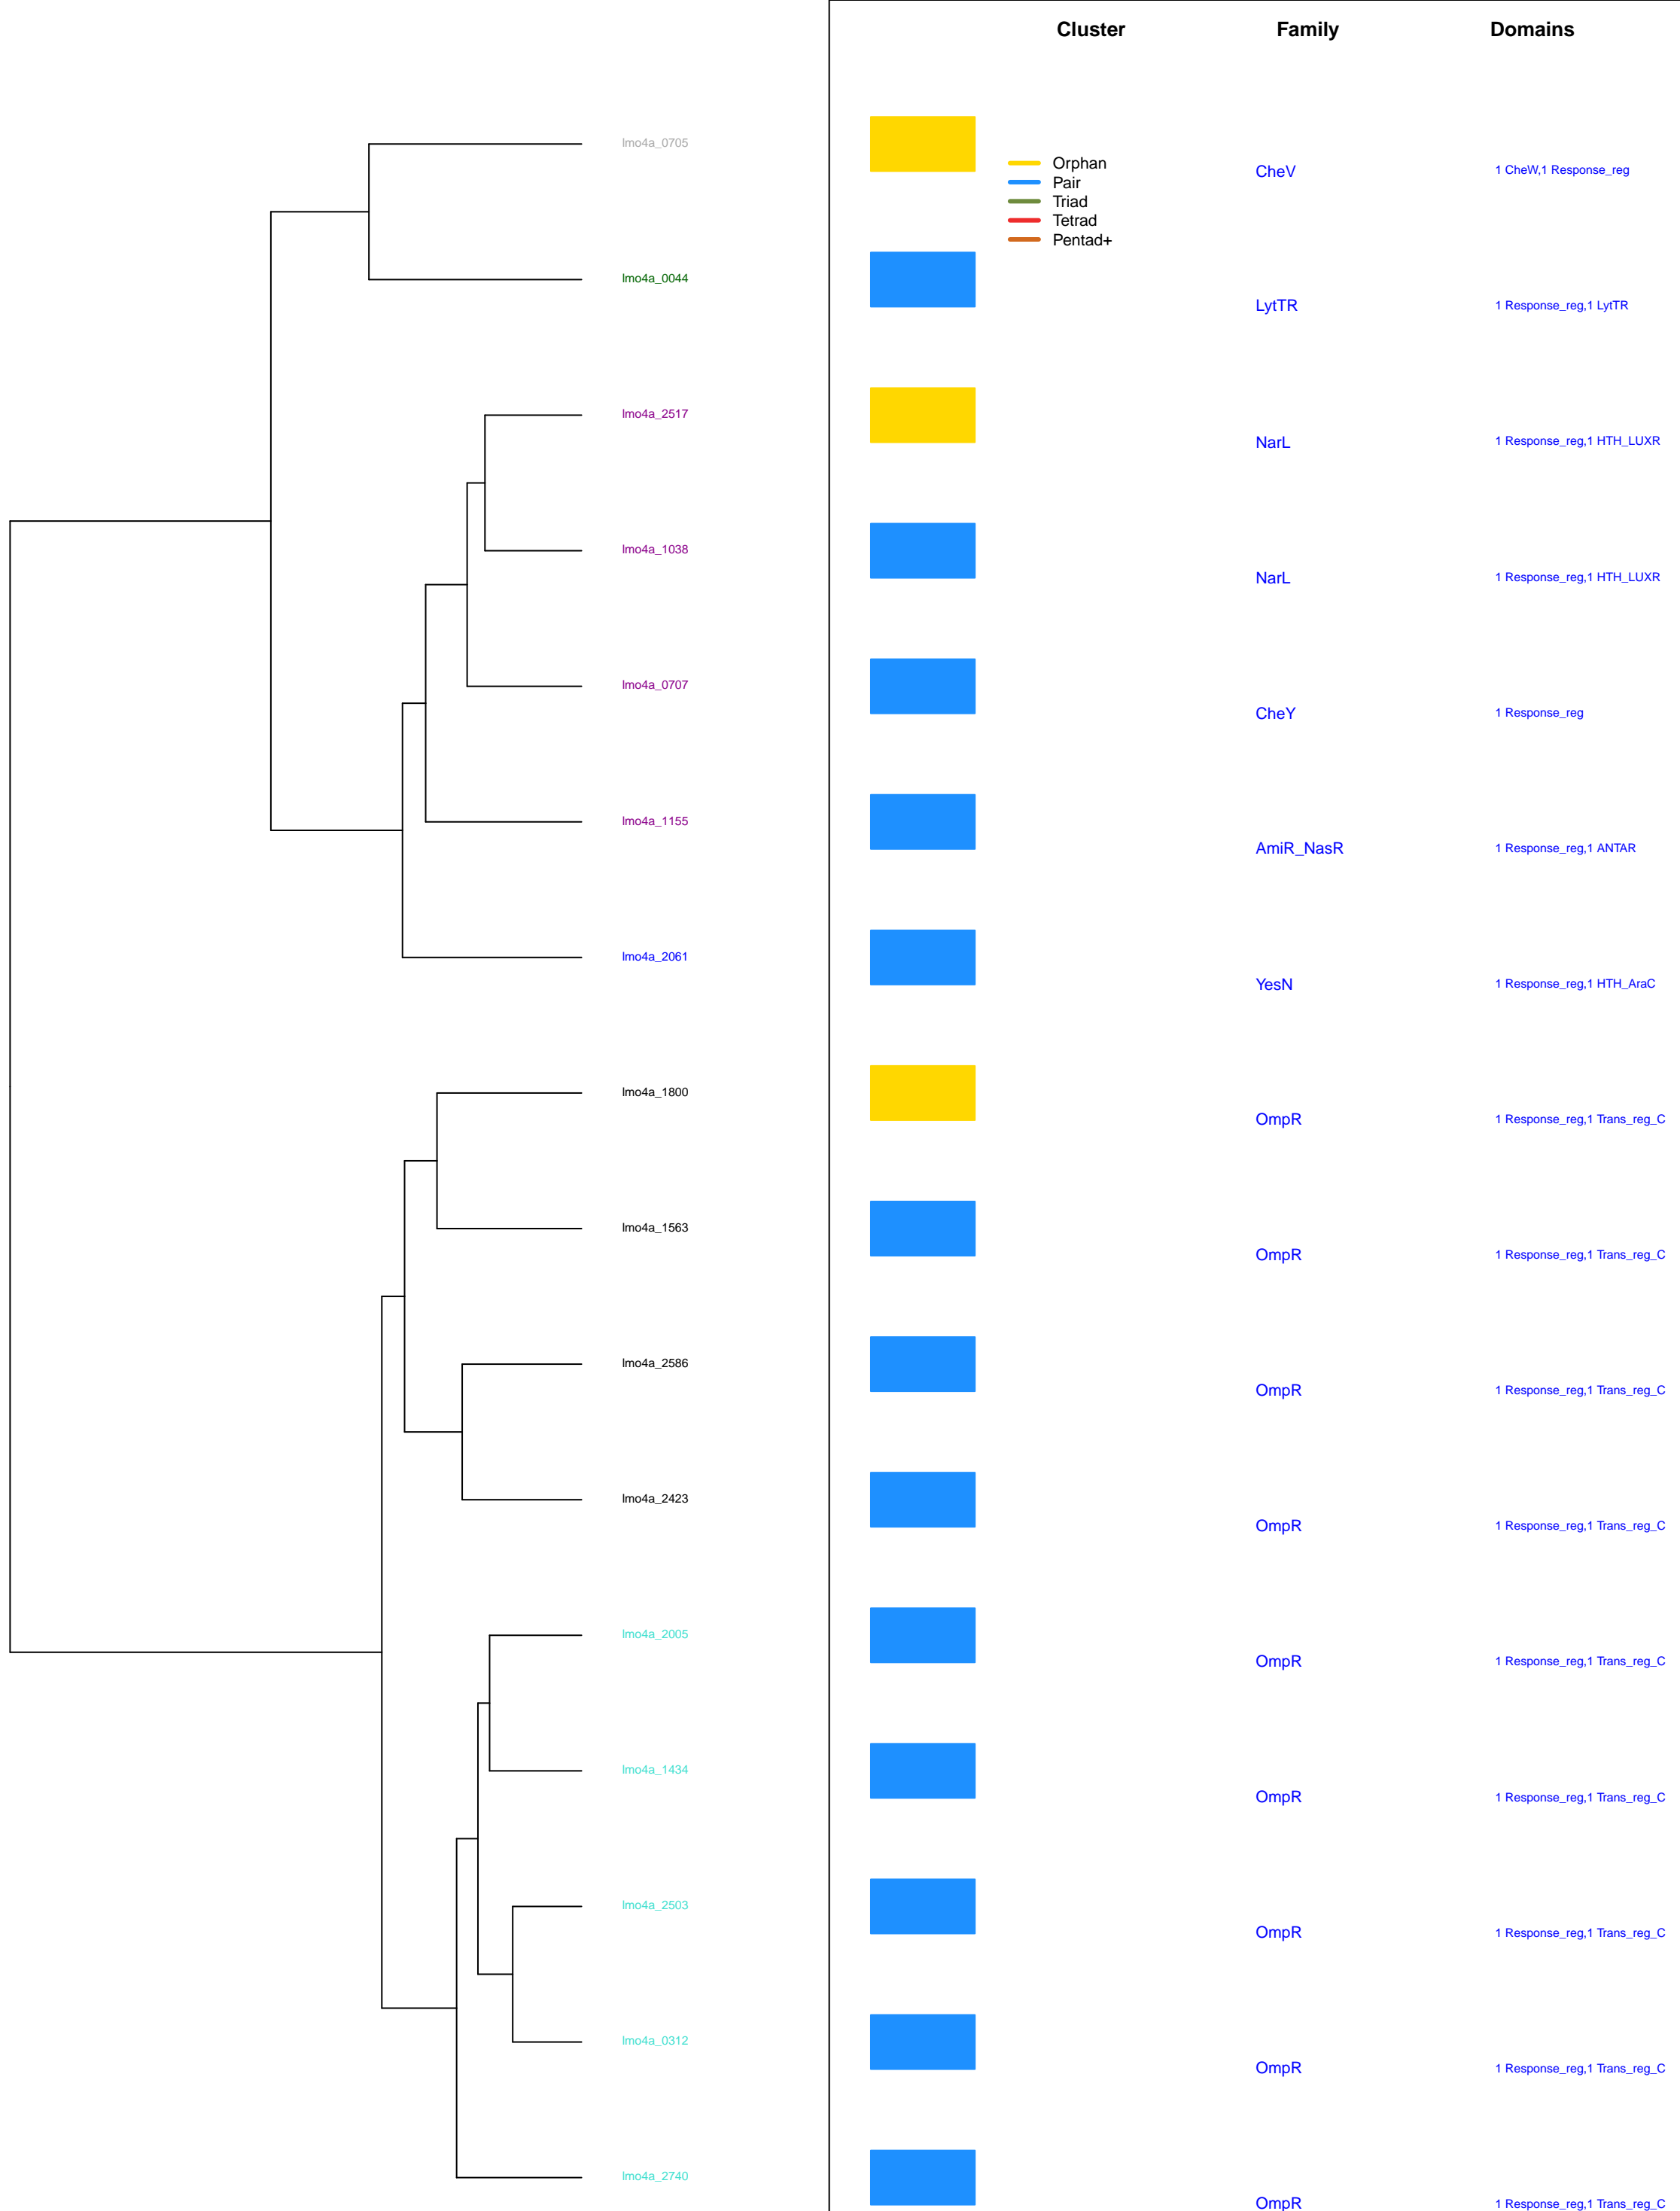 Cluster Family Domains
lmo4a_0705
Orphan
CheV 1 CheW,1 Response_reg
Pair
Triad
Tetrad
Pentad+
lmo4a_0044
LytTR 1 Response_reg,1 LytTR
lmo4a_2517
NarL 1 Response_reg,1 HTH_LUXR
lmo4a_1038
NarL 1 Response_reg,1 HTH_LUXR
lmo4a_0707
CheY 1 Response_reg
lmo4a_1155
AmiR_NasR 1 Response_reg,1 ANTAR
lmo4a_2061
YesN 1 Response_reg,1 HTH_AraC
lmo4a_1800
OmpR 1 Response_reg,1 Trans_reg_C
lmo4a_1563
OmpR 1 Response_reg,1 Trans_reg_C
lmo4a_2586
OmpR 1 Response_reg,1 Trans_reg_C
lmo4a_2423
OmpR 1 Response_reg,1 Trans_reg_C
lmo4a_2005
OmpR 1 Response_reg,1 Trans_reg_C
lmo4a_1434
OmpR 1 Response_reg,1 Trans_reg_C
lmo4a_2503
OmpR 1 Response_reg,1 Trans_reg_C
lmo4a_0312
OmpR 1 Response_reg,1 Trans_reg_C
lmo4a_2740
OmpR 1 Response_reg,1 Trans_reg_C